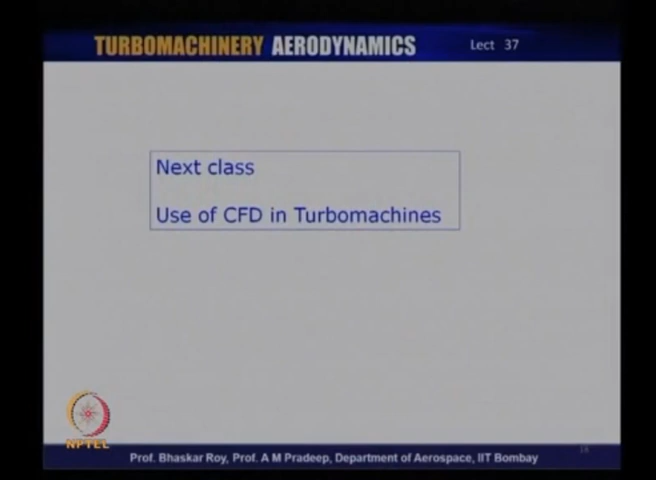 TURBOMACHINERY AERODYNAMICS Lect 37
Next class
Use of CFD in Turbomachines
NPTEL
Prof. Bhaskar Roy, Prof. A M Pradeep, Department of Aerospace, IIT Bombay